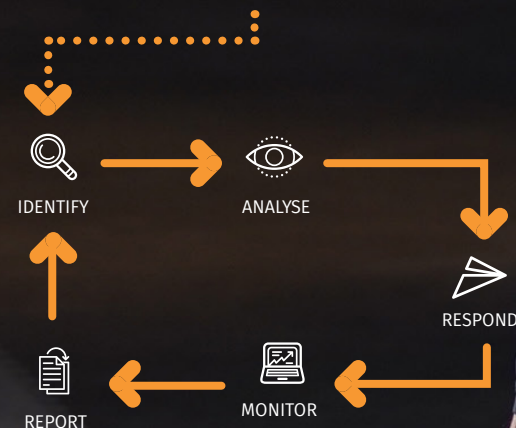 IDENTIFY
ANALYSE
RESPOND
MONITOR
REPORT